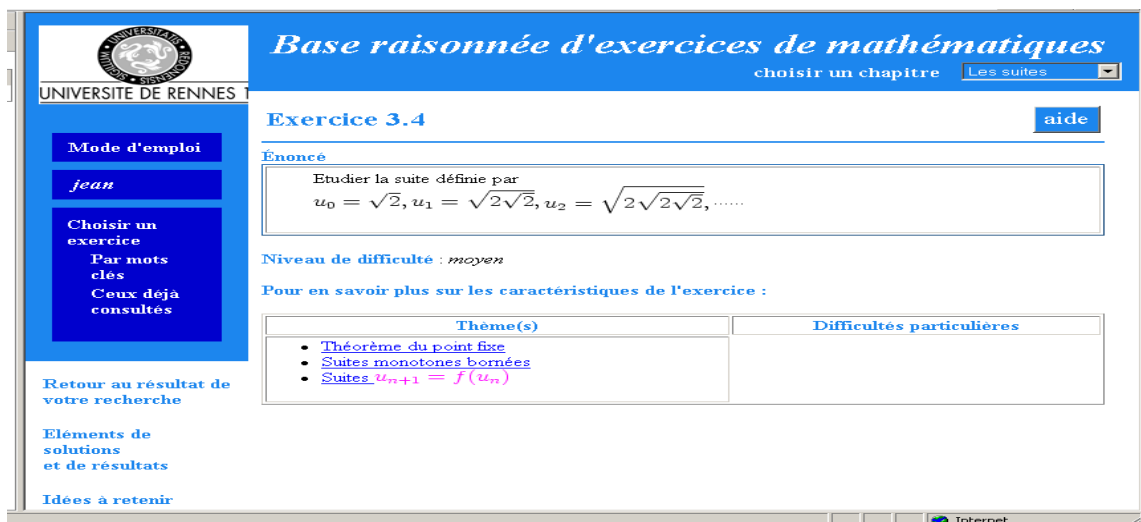 UNIVERSITAS
REDONENSIS
SIGILLUM
UNIVERSITE DE RENNES 1
Base raisonnée d'exercices de mathématiques
choisir un chapitre Les suites
Mode d'emploi
jean
Choisir un
exercice
Par mots
clés
Ceux déjà
consultés
Retour au résultat de
votre recherche
Eléments de
solutions
et de résultats
Idées à retenir
Exercice 3.4
aide
Énoncé
Etudier la suite définie par
u₀ = √2, u₁ = √(2√2), u₂ = √(2√(2√2)), ......
Niveau de difficulté : moyen
Pour en savoir plus sur les caractéristiques de l'exercice :
Thème(s) Difficultés particulières
• Théorème du point fixe
• Suites monotones bornées
• Suites uₙ₊₁ = f(uₙ)
Internet